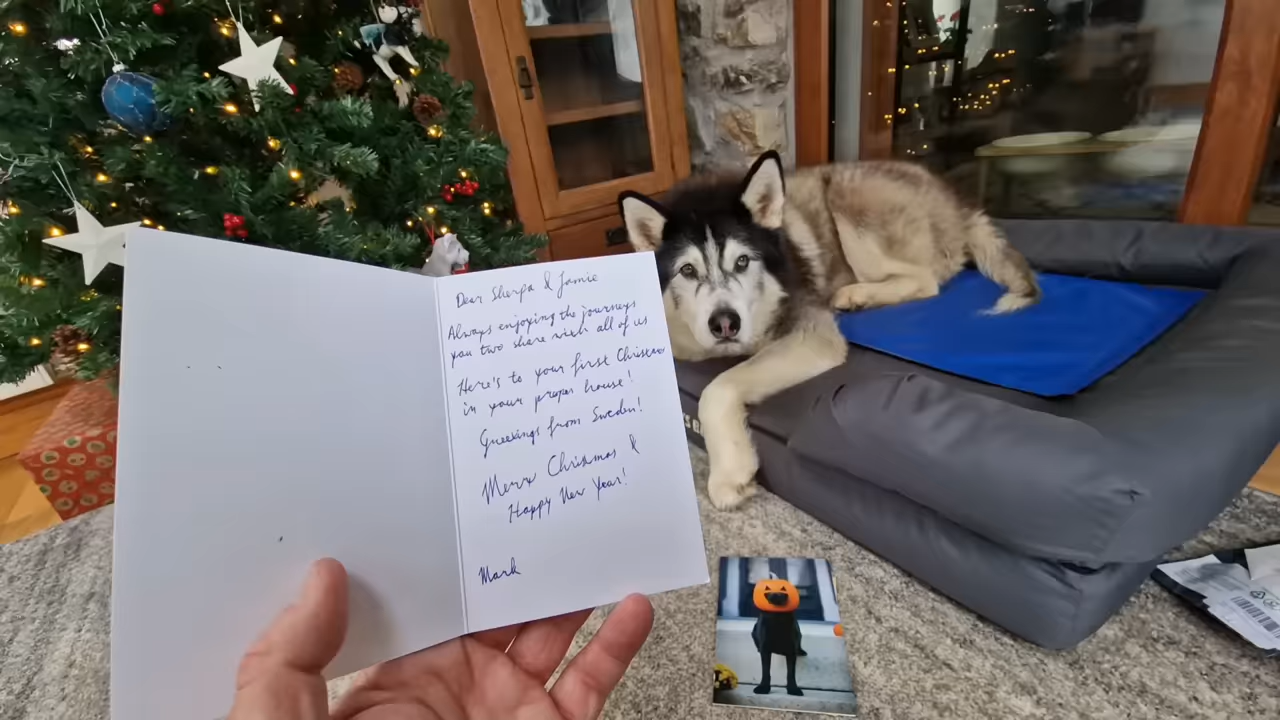 Dear Sherpa & Jamie
Always enjoying the journeys
you two share with all of us
Here's to your first Christmas
in your proper house!
Greetings from Sweden!
Merry Christmas &
Happy New Year!
Mark